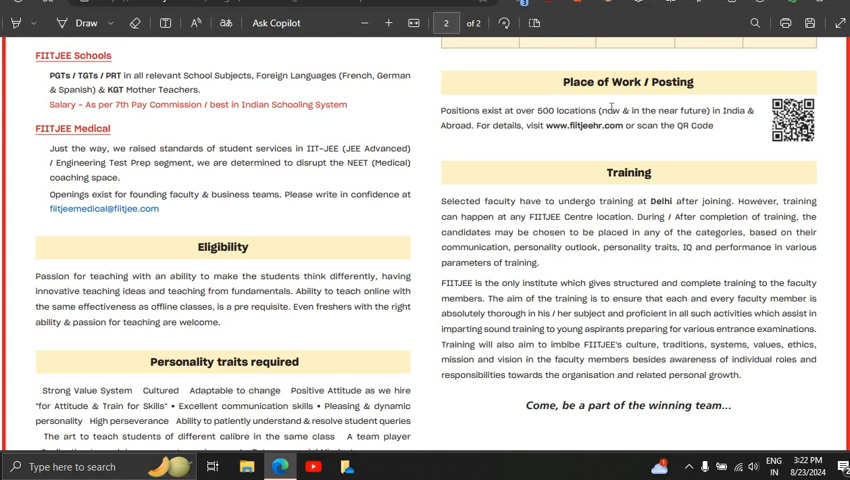 Draw
aあ
Ask Copilot
2
of 2
FIITJEE Schools
PGTs / TGTs / PRT in all relevant School Subjects, Foreign Languages (French, German
& Spanish) & KGT Mother Teachers.
Salary - As per 7th Pay Commission / best in Indian Schooling System
FIITJEE Medical
Just the way, we raised standards of student services in IIT-JEE (JEE Advanced)
/ Engineering Test Prep segment, we are determined to disrupt the NEET (Medical)
coaching space.
Openings exist for founding faculty & business teams. Please write in confidence at
fiitjeemedical@fiitjee.com
Eligibility
Passion for teaching with an ability to make the students think differently, having
innovative teaching ideas and teaching from fundamentals. Ability to teach online with
the same effectiveness as offline classes, is a pre requisite. Even freshers with the right
ability & passion for teaching are welcome.
Personality traits required
Strong Value System Cultured Adaptable to change Positive Attitude as we hire
"for Attitude & Train for Skills" • Excellent communication skills • Pleasing & dynamic
personality High perseverance Ability to patiently understand & resolve student queries
The art to teach students of different calibre in the same class A team player
Place of Work / Posting
Positions exist at over 500 locations (now & in the near future) in India &
Abroad. For details, visit www.fiitjeehr.com or scan the QR Code
Training
Selected faculty have to undergo training at Delhi after joining. However, training
can happen at any FIITJEE Centre location. During / After completion of training, the
candidates may be chosen to be placed in any of the categories, based on their
communication, personality outlook, personality traits, IQ and performance in various
parameters of training.
FIITJEE is the only institute which gives structured and complete training to the faculty
members. The aim of the training is to ensure that each and every faculty member is
absolutely thorough in his / her subject and proficient in all such activities which assist in
imparting sound training to young aspirants preparing for various entrance examinations.
Training will also aim to imbibe FIITJEE's culture, traditions, systems, values, ethics,
mission and vision in the faculty members besides awareness of individual roles and
responsibilities towards the organisation and related personal growth.
Come, be a part of the winning team...
Type here to search
ENG
IN
3:22 PM
8/23/2024